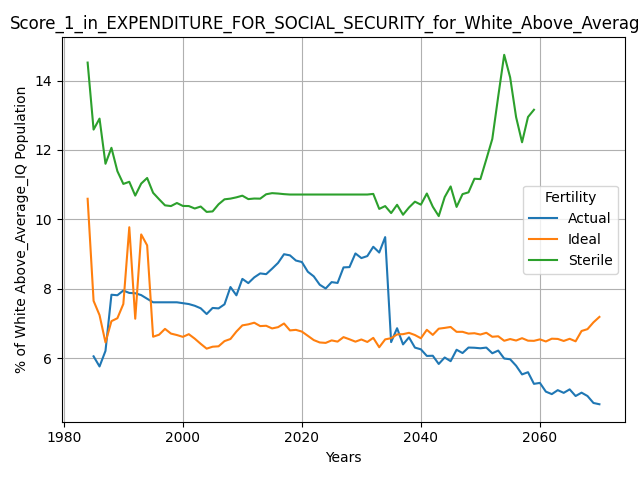 Score_1_in_EXPENDITURE_FOR_SOCIAL_SECURITY_for_White_Above_Averag
% of White Above_Average_IQ Population
14
12
10
8
6
Fertility
Actual
Ideal
Sterile
1980 2000 2020 2040 2060
Years